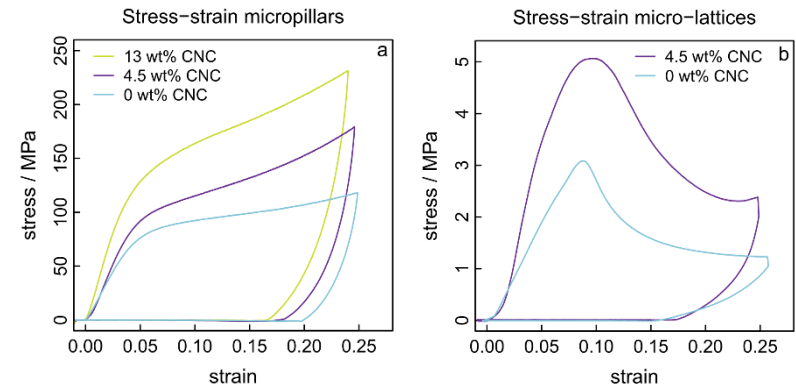 Stress−strain micropillars
a
13 wt% CNC
4.5 wt% CNC
0 wt% CNC
stress / MPa
250
200
150
100
50
0
0.00 0.05 0.10 0.15 0.20 0.25
strain
Stress−strain micro−lattices
b
4.5 wt% CNC
0 wt% CNC
stress / MPa
5
4
3
2
1
0
0.00 0.05 0.10 0.15 0.20 0.25
strain